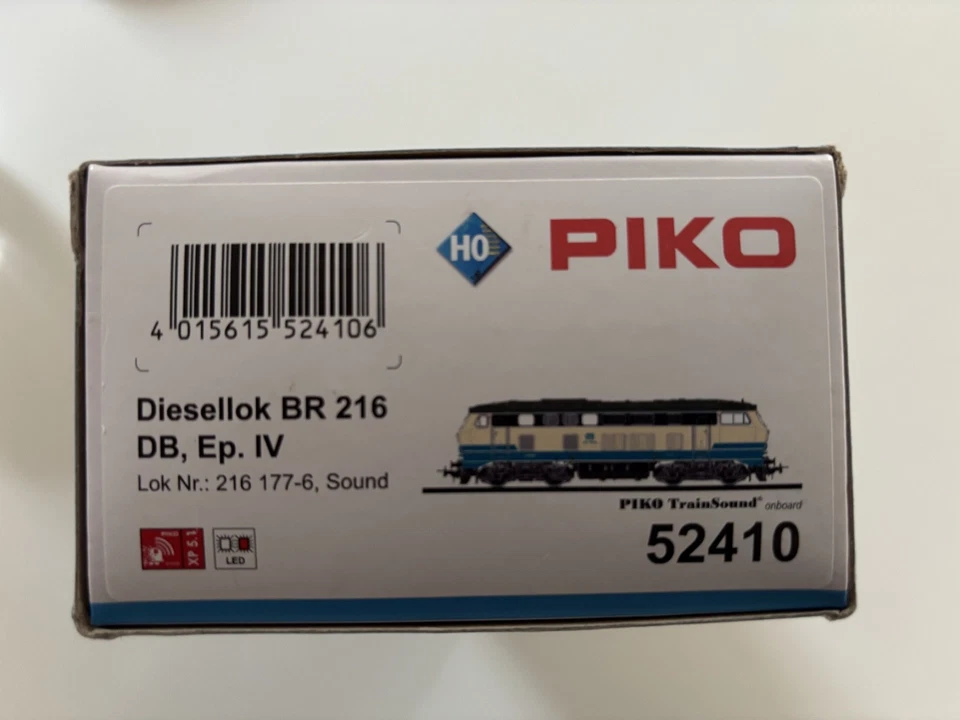 H0
PIKO
4 015615 524106
Diesellok BR 216
DB, Ep. IV
Lok Nr.: 216 177-6, Sound
PIKO TrainSound® onboard
52410
XP 5.1
LED